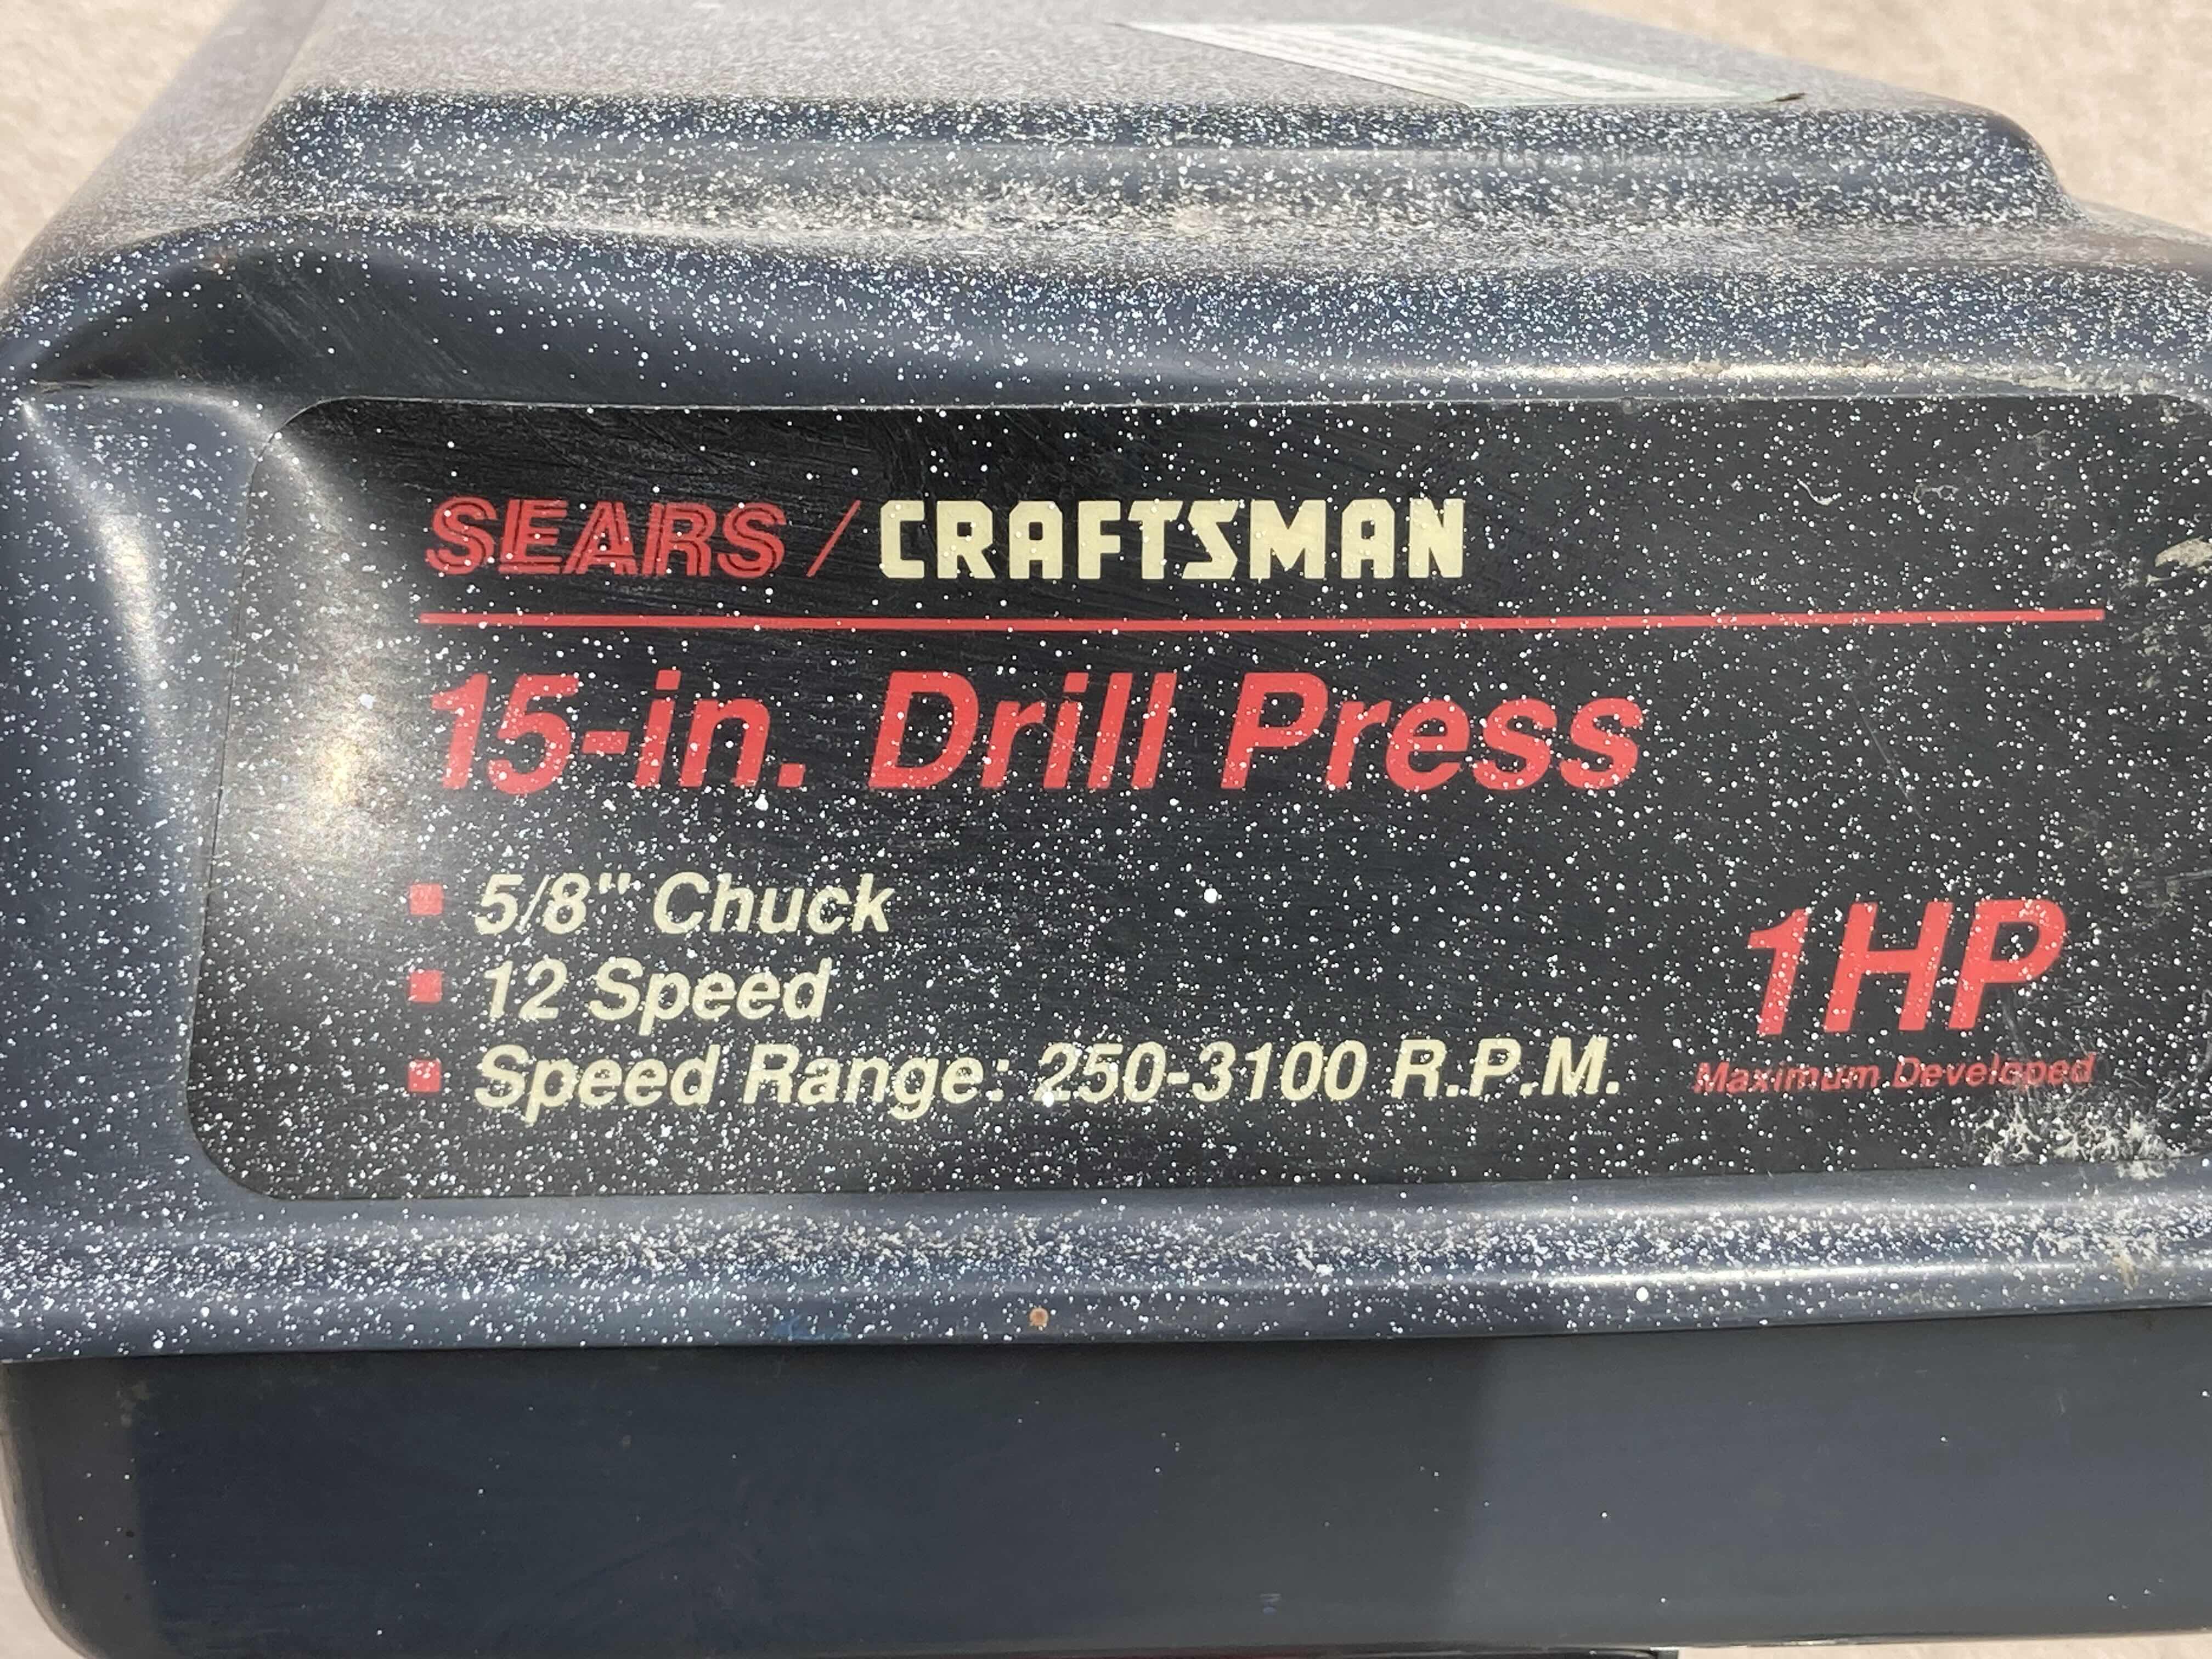 SEARS / CRAFTSMAN
15-in. Drill Press
5/8" Chuck
12 Speed
Speed Range: 250-3100 R.P.M.
1HP
Maximum Developed